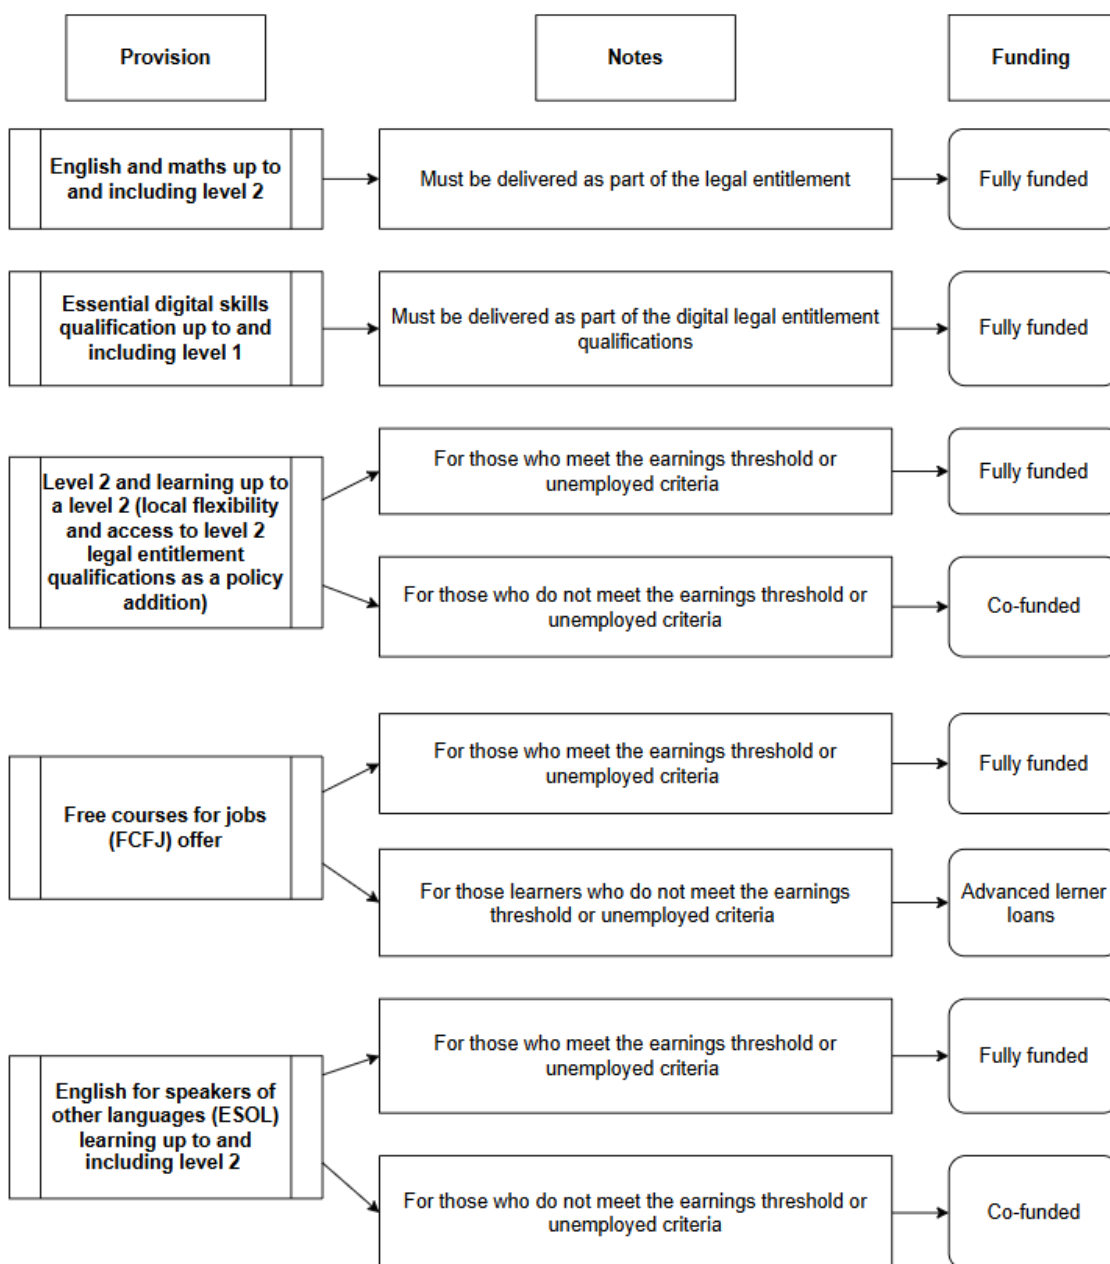 Provision
Notes
Funding
English and maths up to
and including level 2
Must be delivered as part of the legal entitlement
Fully funded
Essential digital skills
qualification up to and
including level 1
Must be delivered as part of the digital legal entitlement
qualifications
Fully funded
Level 2 and learning up to
a level 2 (local flexibility
and access to level 2
legal entitlement
qualifications as a policy
addition)
For those who meet the earnings threshold or
unemployed criteria
Fully funded
For those who do not meet the earnings threshold or
unemployed criteria
Co-funded
Free courses for jobs
(FCFJ) offer
For those who meet the earnings threshold or
unemployed criteria
Fully funded
For those learners who do not meet the earnings
threshold or unemployed criteria
Advanced lerner
loans
English for speakers of
other languages (ESOL)
learning up to and
including level 2
For those who meet the earnings threshold or
unemployed criteria
Fully funded
For those who do not meet the earnings threshold or
unemployed criteria
Co-funded